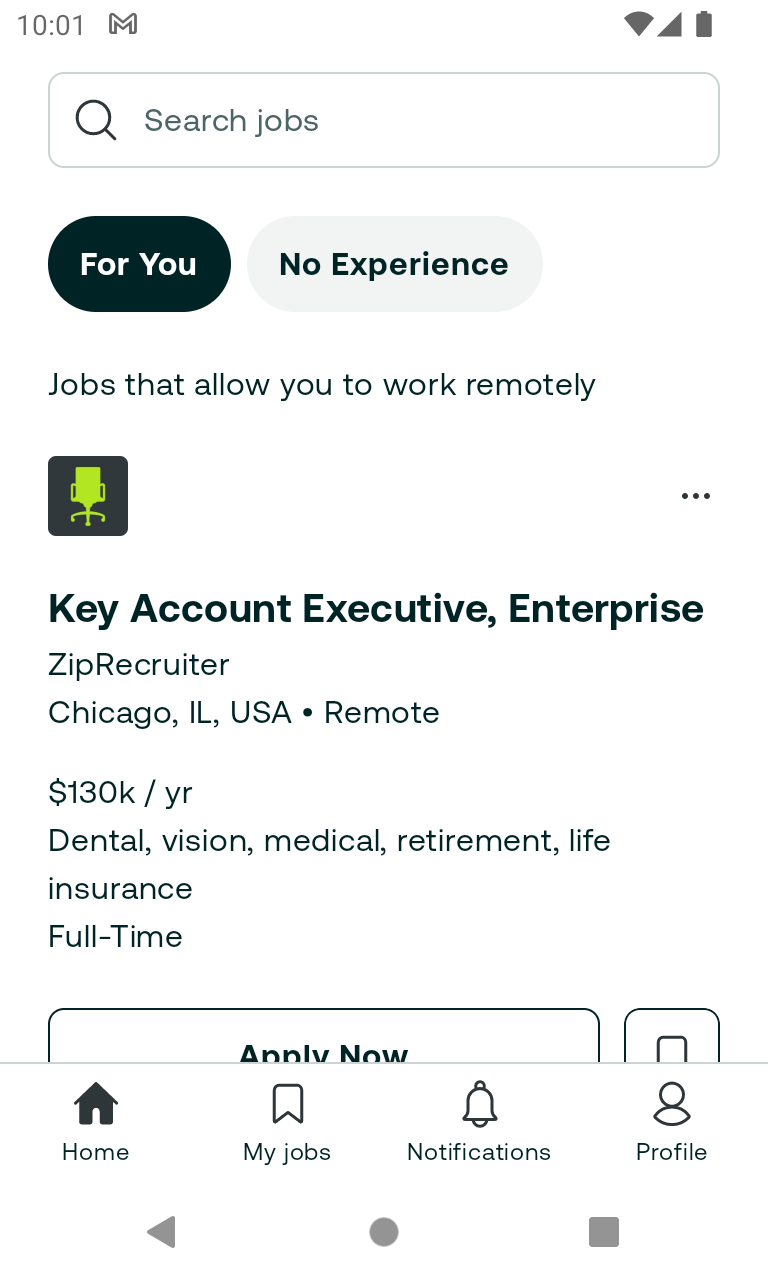 10:01
Search jobs
For You
No Experience
Jobs that allow you to work remotely
Key Account Executive, Enterprise
ZipRecruiter
Chicago, IL, USA • Remote
$130k / yr
Dental, vision, medical, retirement, life
insurance
Full-Time
Apply Now
Home
My jobs
Notifications
Profile